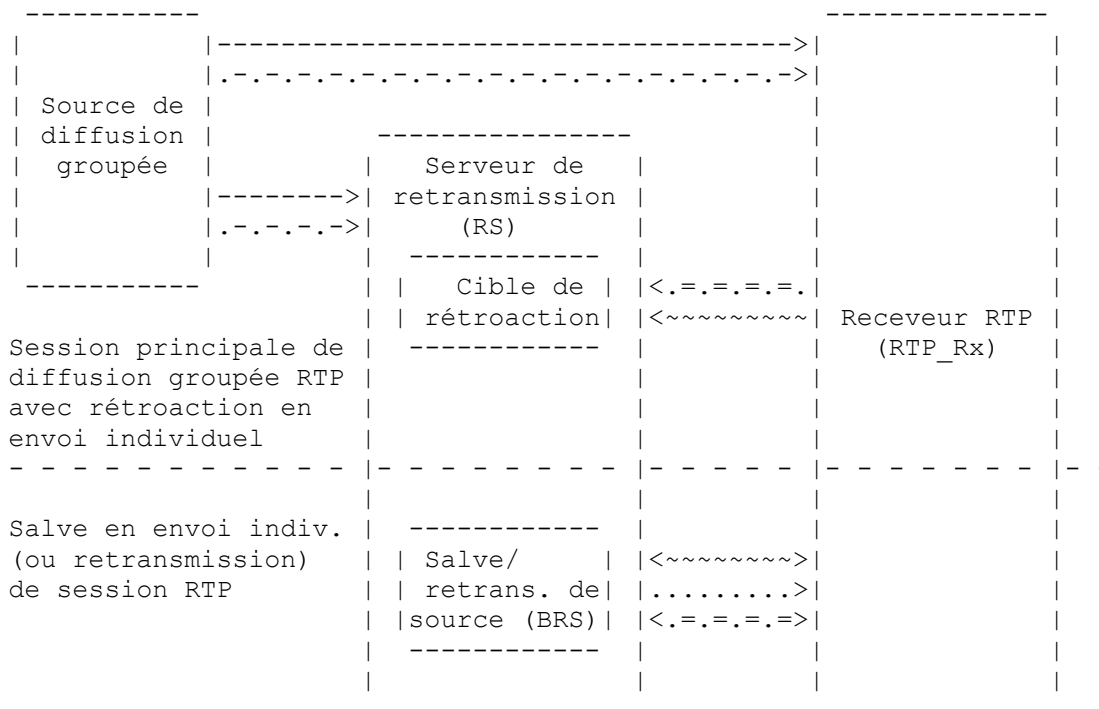 Source de
diffusion
groupée
Serveur de
retransmission
(RS)
Cible de
rétroaction
Receveur RTP
(RTP_Rx)
Session principale de
diffusion groupée RTP
avec rétroaction en
envoi individuel
Salve en envoi indiv.
(ou retransmission)
de session RTP
Salve/
retrans. de
source (BRS)